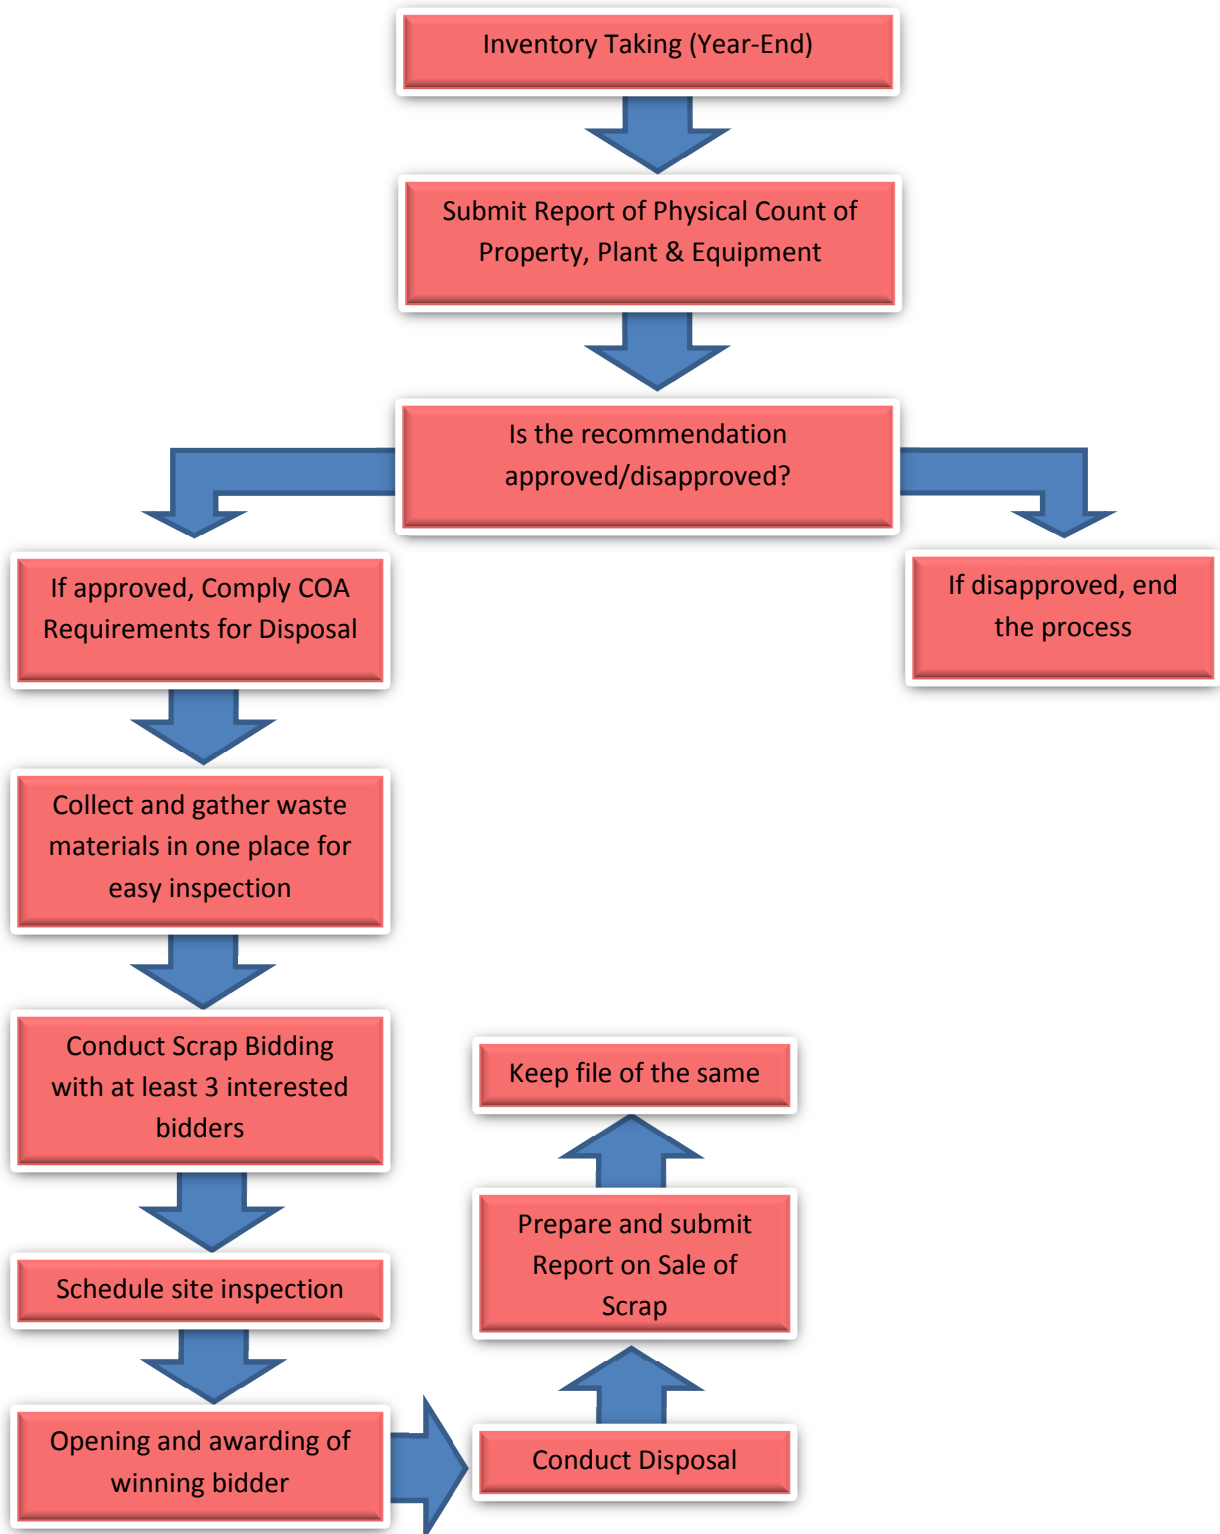 Inventory Taking (Year-End)
Submit Report of Physical Count of
Property, Plant & Equipment
Is the recommendation
approved/disapproved?
If approved, Comply COA
Requirements for Disposal
If disapproved, end
the process
Collect and gather waste
materials in one place for
easy inspection
Conduct Scrap Bidding
with at least 3 interested
bidders
Schedule site inspection
Opening and awarding of
winning bidder
Conduct Disposal
Prepare and submit
Report on Sale of
Scrap
Keep file of the same